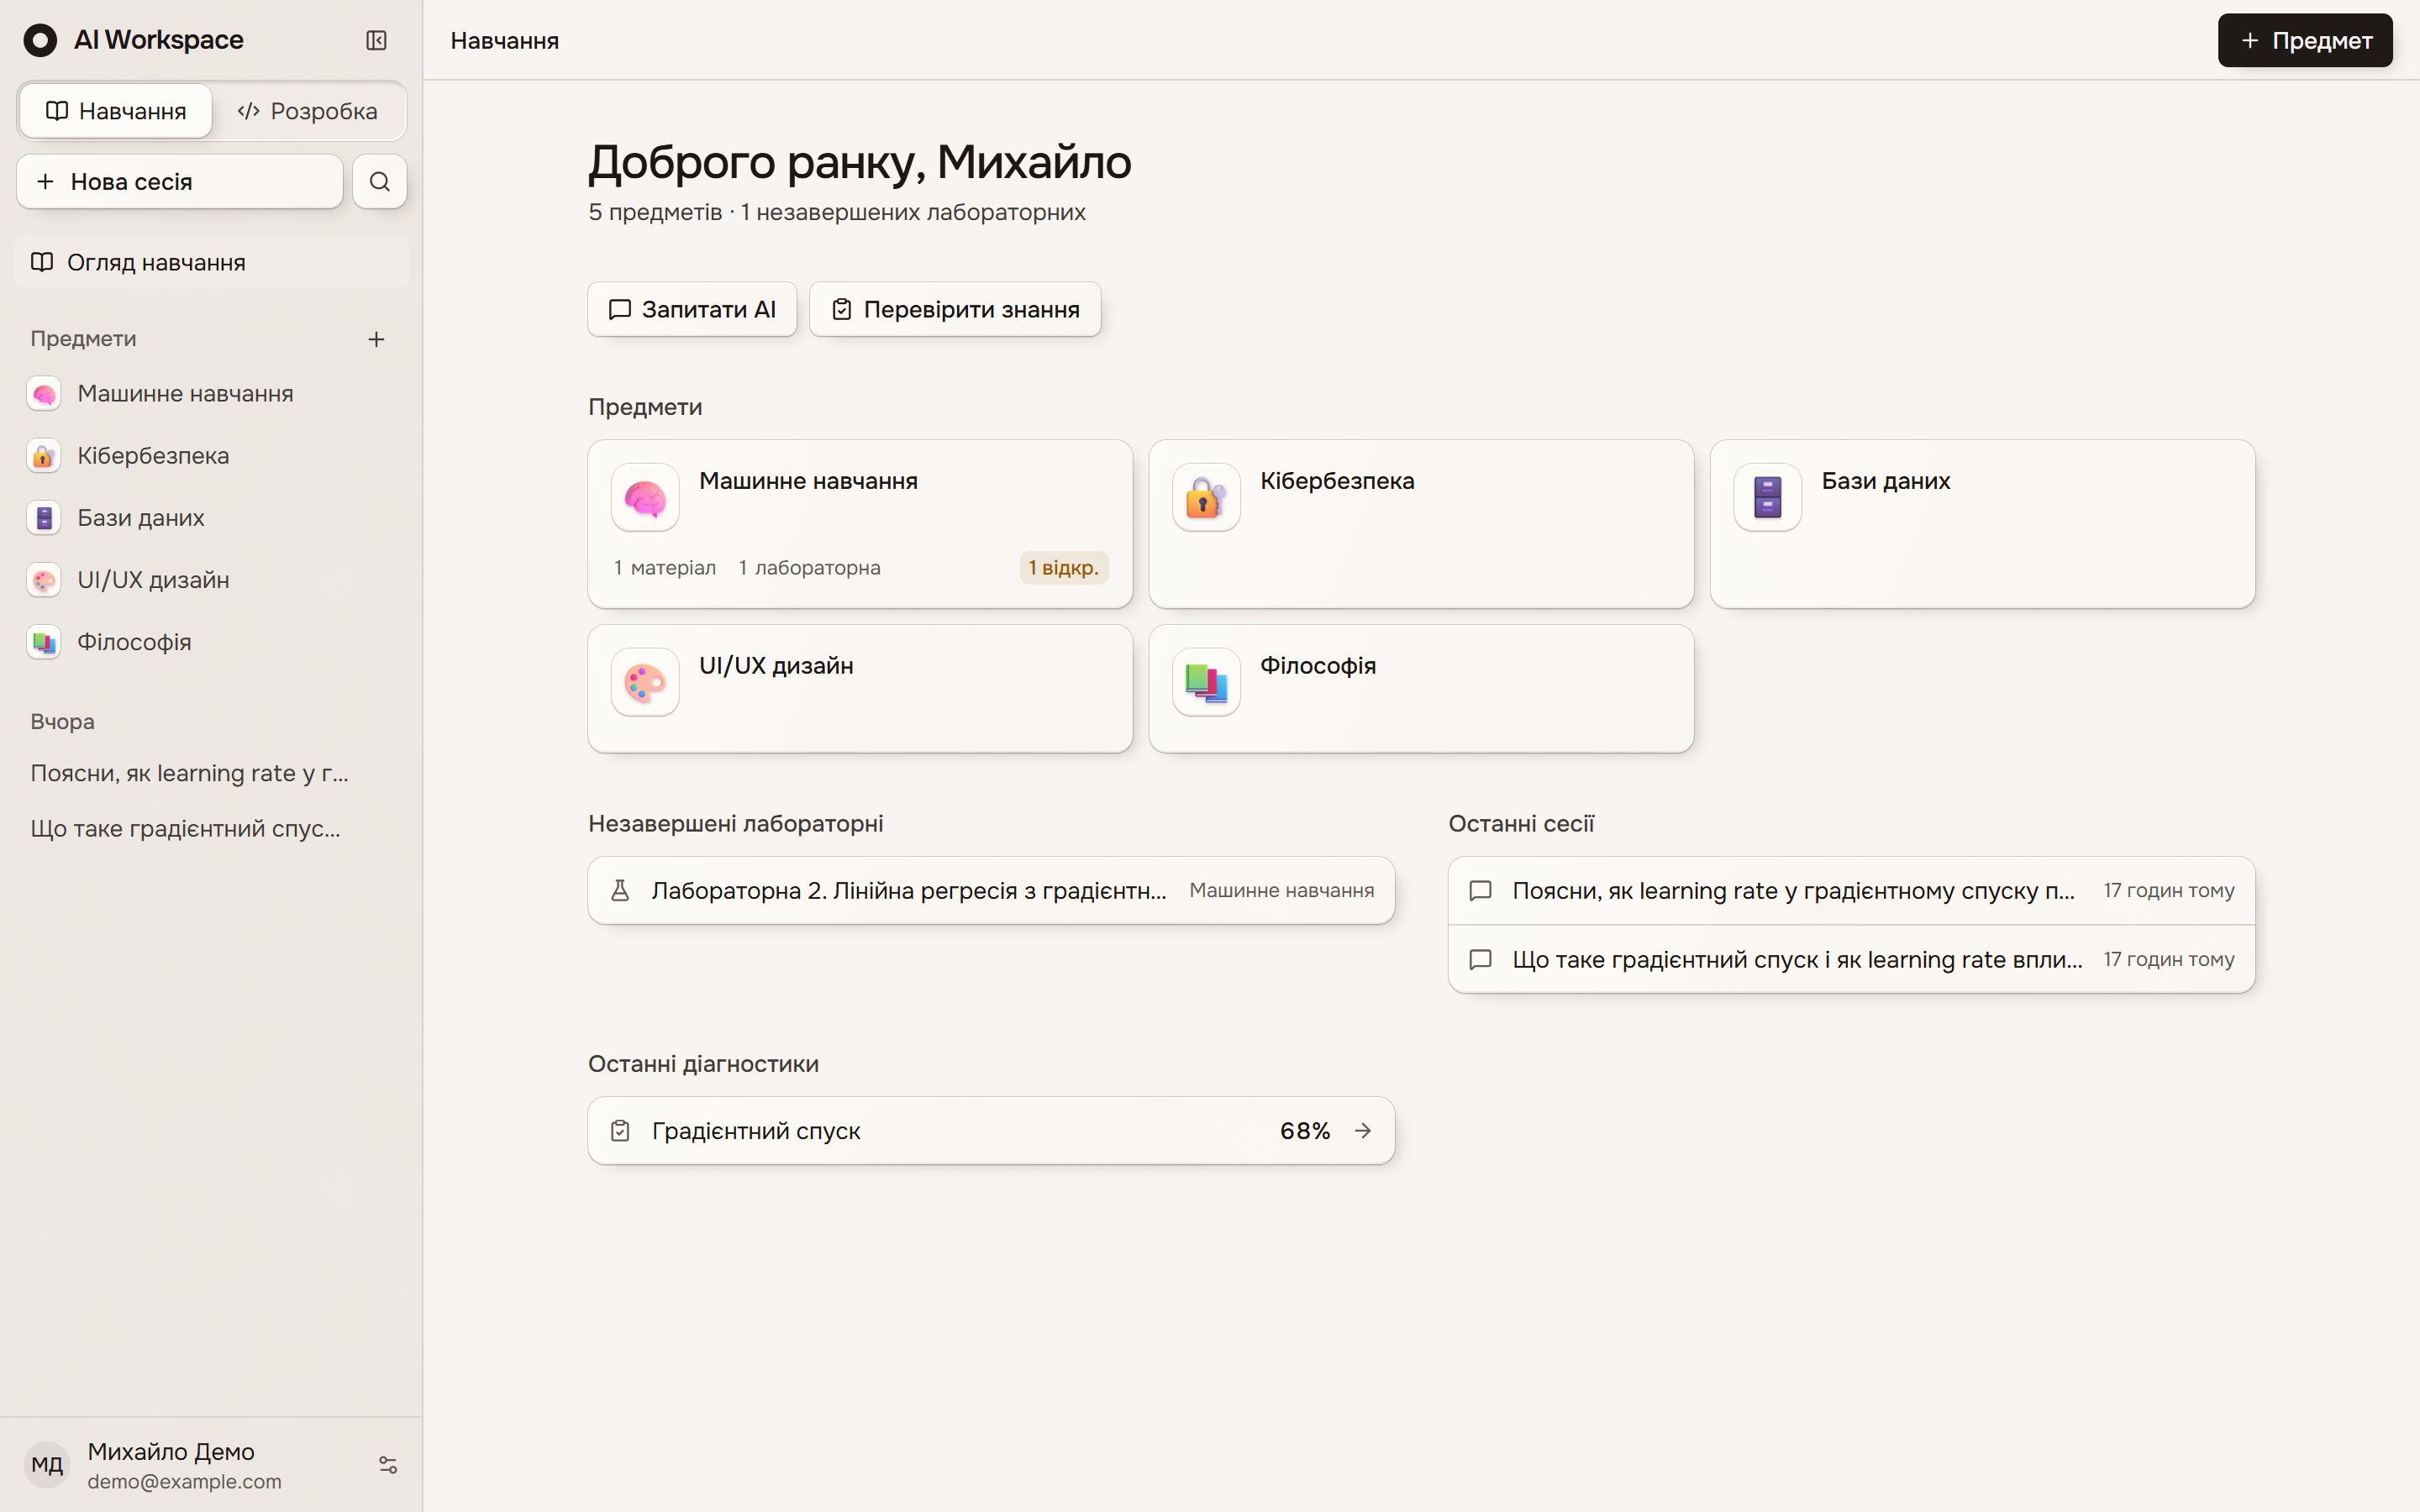 AI Workspace
Навчання
Розробка
Нова сесія
Огляд навчання
Предмети
Машинне навчання
Кібербезпека
Бази даних
UI/UX дизайн
Філософія
Вчора
Поясни, як learning rate у г...
Що таке градієнтний спус...
МД
Михайло Демо
demo@example.com
Навчання
Предмет
Доброго ранку, Михайло
5 предметів · 1 незавершених лабораторних
Запитати AI
Перевірити знання
Предмети
Машинне навчання
1 матеріал 1 лабораторна 1 відкр.
Кібербезпека
Бази даних
UI/UX дизайн
Філософія
Незавершені лабораторні
Лабораторна 2. Лінійна регресія з градієнтн... Машинне навчання
Останні сесії
Поясни, як learning rate у градієнтному спуску п... 17 годин тому
Що таке градієнтний спуск і як learning rate впли... 17 годин тому
Останні діагностики
Градієнтний спуск 68%